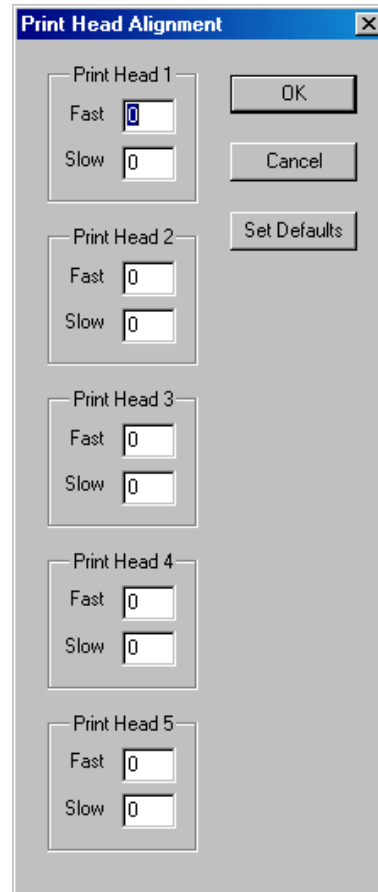 Print Head Alignment
Print Head 1
Fast 0
Slow 0
Print Head 2
Fast 0
Slow 0
Print Head 3
Fast 0
Slow 0
Print Head 4
Fast 0
Slow 0
Print Head 5
Fast 0
Slow 0
OK
Cancel
Set Defaults